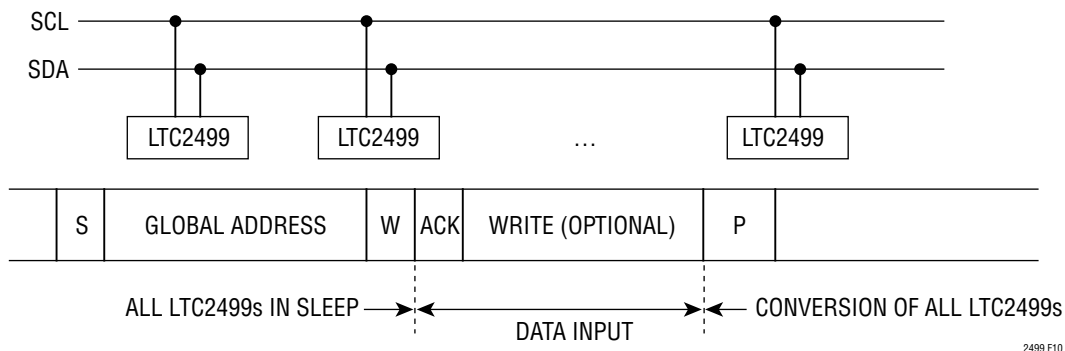 SCL
SDA
LTC2499 LTC2499 ... LTC2499
S GLOBAL ADDRESS W ACK WRITE (OPTIONAL) P
ALL LTC2499s IN SLEEP CONVERSION OF ALL LTC2499s
DATA INPUT
2499 F10